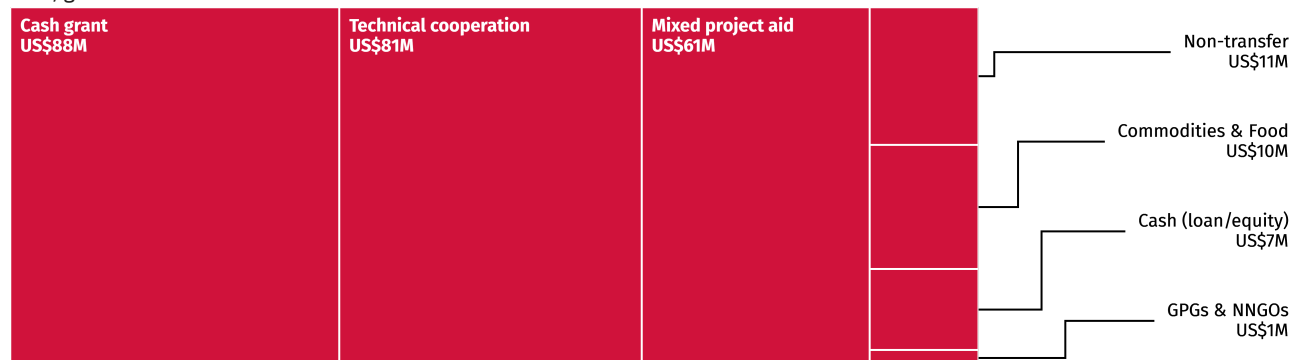 Cash grant
US$88M
Technical cooperation
US$81M
Mixed project aid
US$61M
Non-transfer
US$11M
Commodities & Food
US$10M
Cash (loan/equity)
US$7M
GPGs & NNGOs
US$1M